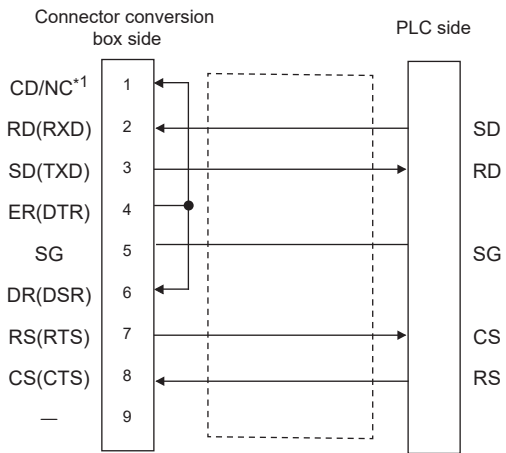 Connector conversion
box side
PLC side
CD/NC*1 1
RD(RXD) 2 SD
SD(TXD) 3 RD
ER(DTR) 4
SG 5 SG
DR(DSR) 6
RS(RTS) 7 CS
CS(CTS) 8 RS
— 9